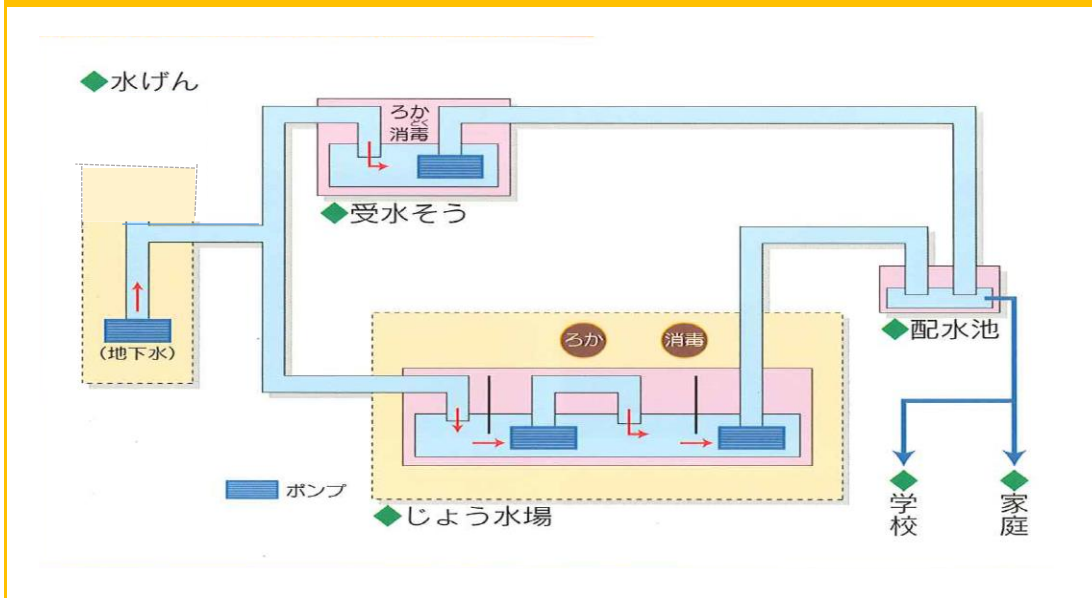 ◆水げん
ろか
どく
消毒
◆受水そう
(地下水)
ろか
消毒
◆配水池
ポンプ
◆じょう水場
◆学校
◆家庭